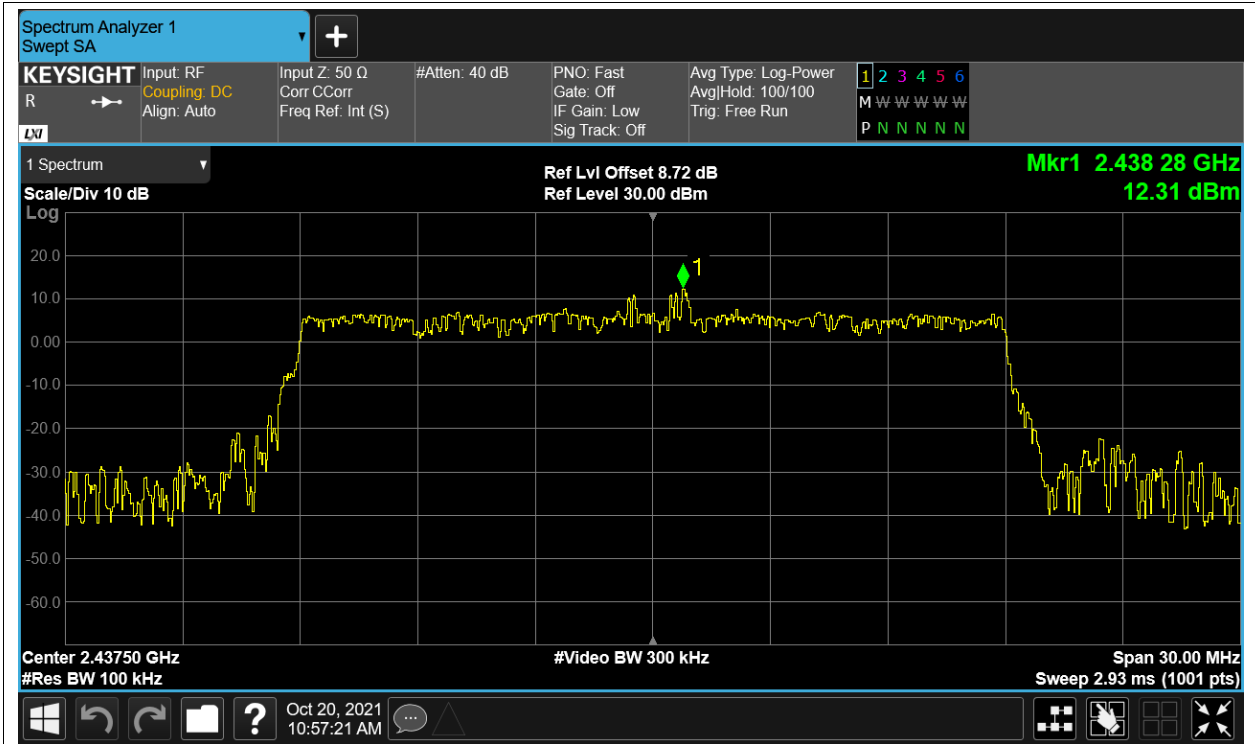 Spectrum Analyzer 1
Swept SA
+
KEYSIGHT
R
LXI
Input: RF
Coupling: DC
Align: Auto
Input Z: 50 Ω
Corr CCorr
Freq Ref: Int (S)
#Atten: 40 dB
PNO: Fast
Gate: Off
IF Gain: Low
Sig Track: Off
Avg Type: Log-Power
Avg|Hold: 100/100
Trig: Free Run
1 2 3 4 5 6
M W W W W W
P N N N N N
1 Spectrum
Scale/Div 10 dB
Log
Ref Lvl Offset 8.72 dB
Ref Level 30.00 dBm
Mkr1 2.438 28 GHz
12.31 dBm
20.0
10.0
0.00
-10.0
-20.0
-30.0
-40.0
-50.0
-60.0
1
Center 2.43750 GHz
#Res BW 100 kHz
#Video BW 300 kHz
Span 30.00 MHz
Sweep 2.93 ms (1001 pts)
?
Oct 20, 2021
10:57:21 AM